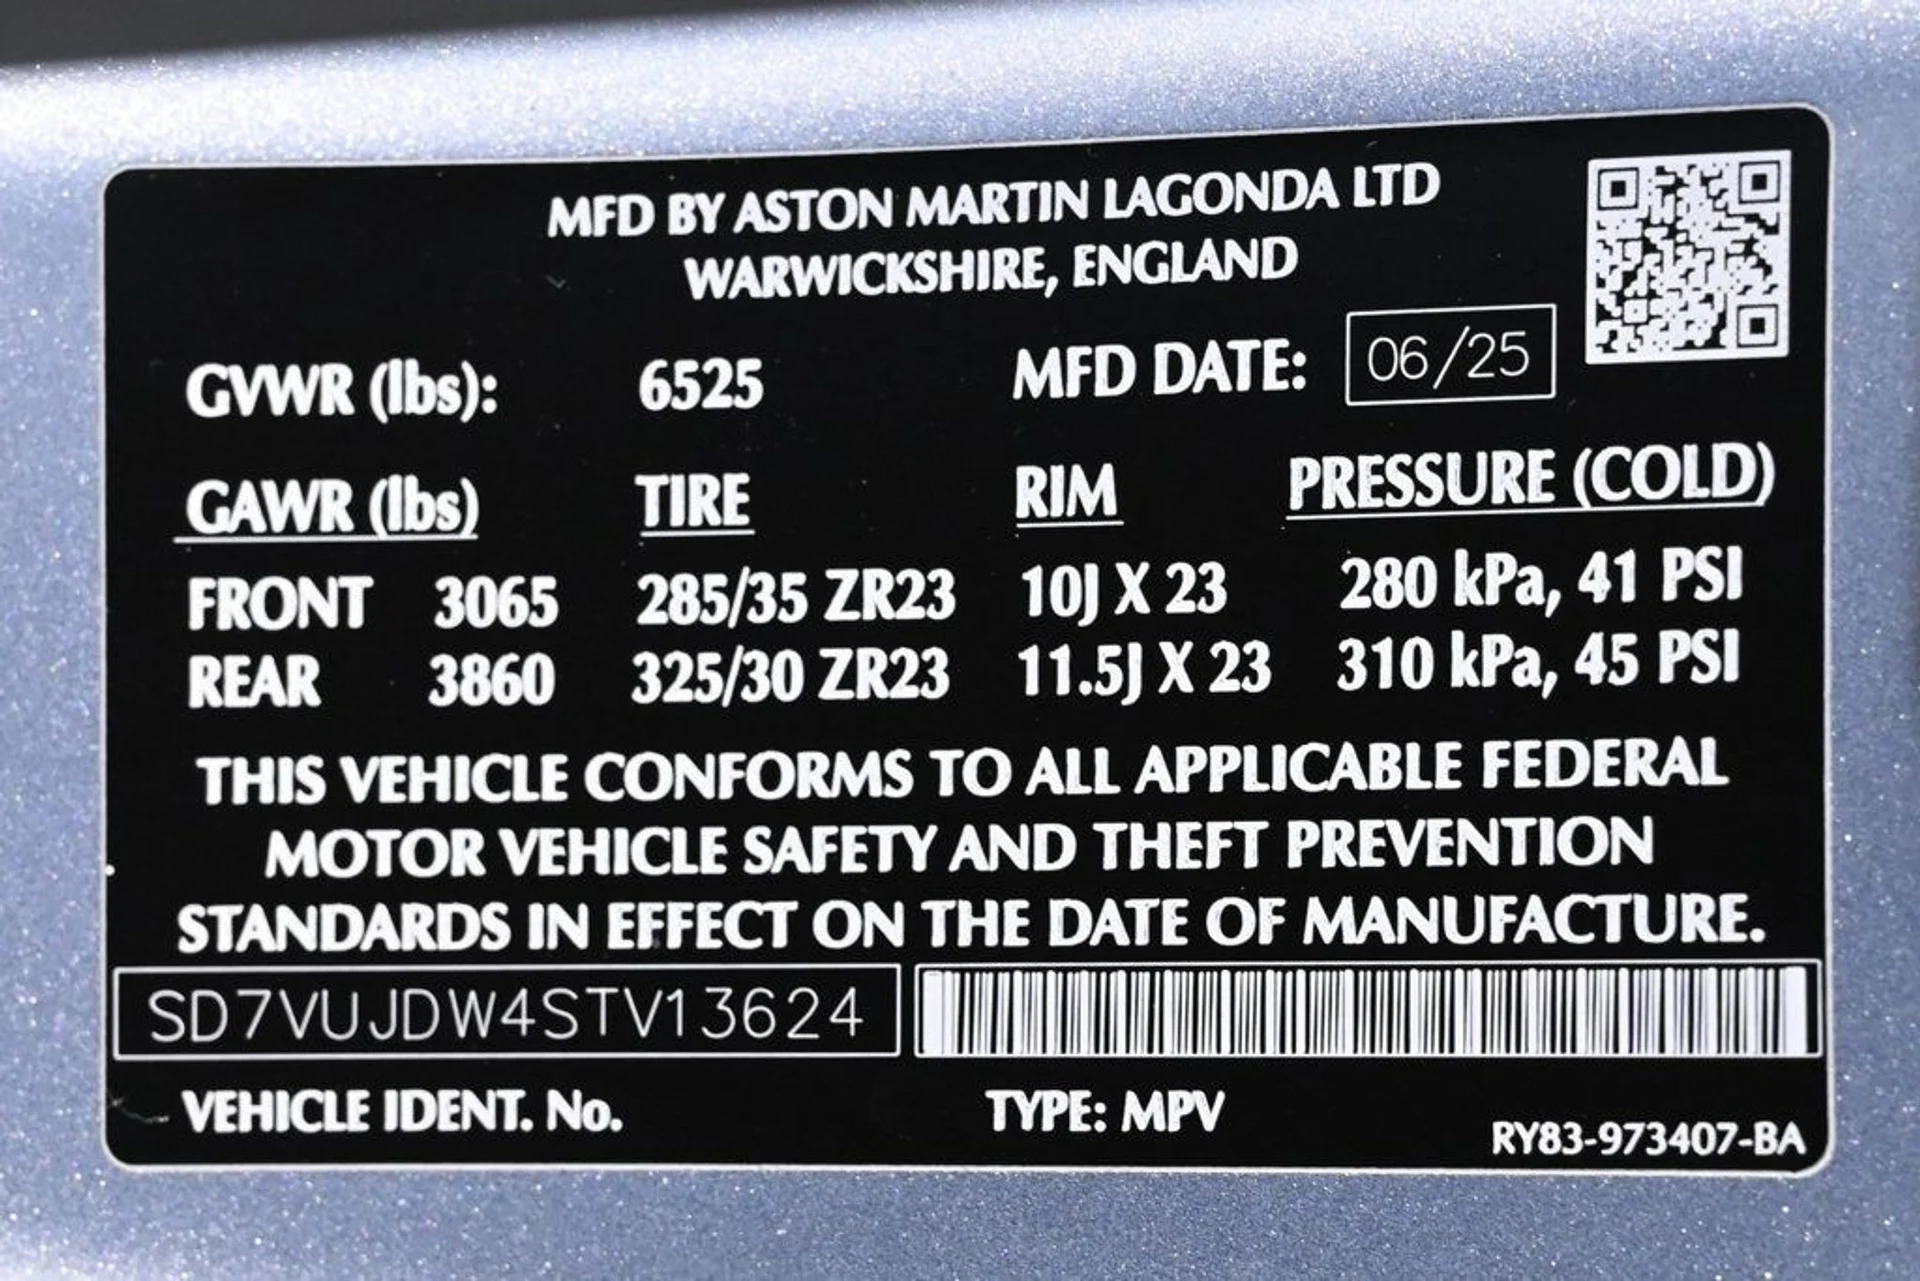 MFD BY ASTON MARTIN LAGONDA LTD
WARWICKSHIRE, ENGLAND
GVWR (lbs): 6525 MFD DATE: 06/25
GAWR (lbs) TIRE RIM PRESSURE (COLD)
FRONT 3065 285/35 ZR23 10J X 23 280 kPa, 41 PSI
REAR 3860 325/30 ZR23 11.5J X 23 310 kPa, 45 PSI
THIS VEHICLE CONFORMS TO ALL APPLICABLE FEDERAL
MOTOR VEHICLE SAFETY AND THEFT PREVENTION
STANDARDS IN EFFECT ON THE DATE OF MANUFACTURE.
SD7VUJDW4STV13624
VEHICLE IDENT. No. TYPE: MPV RY83-973407-BA